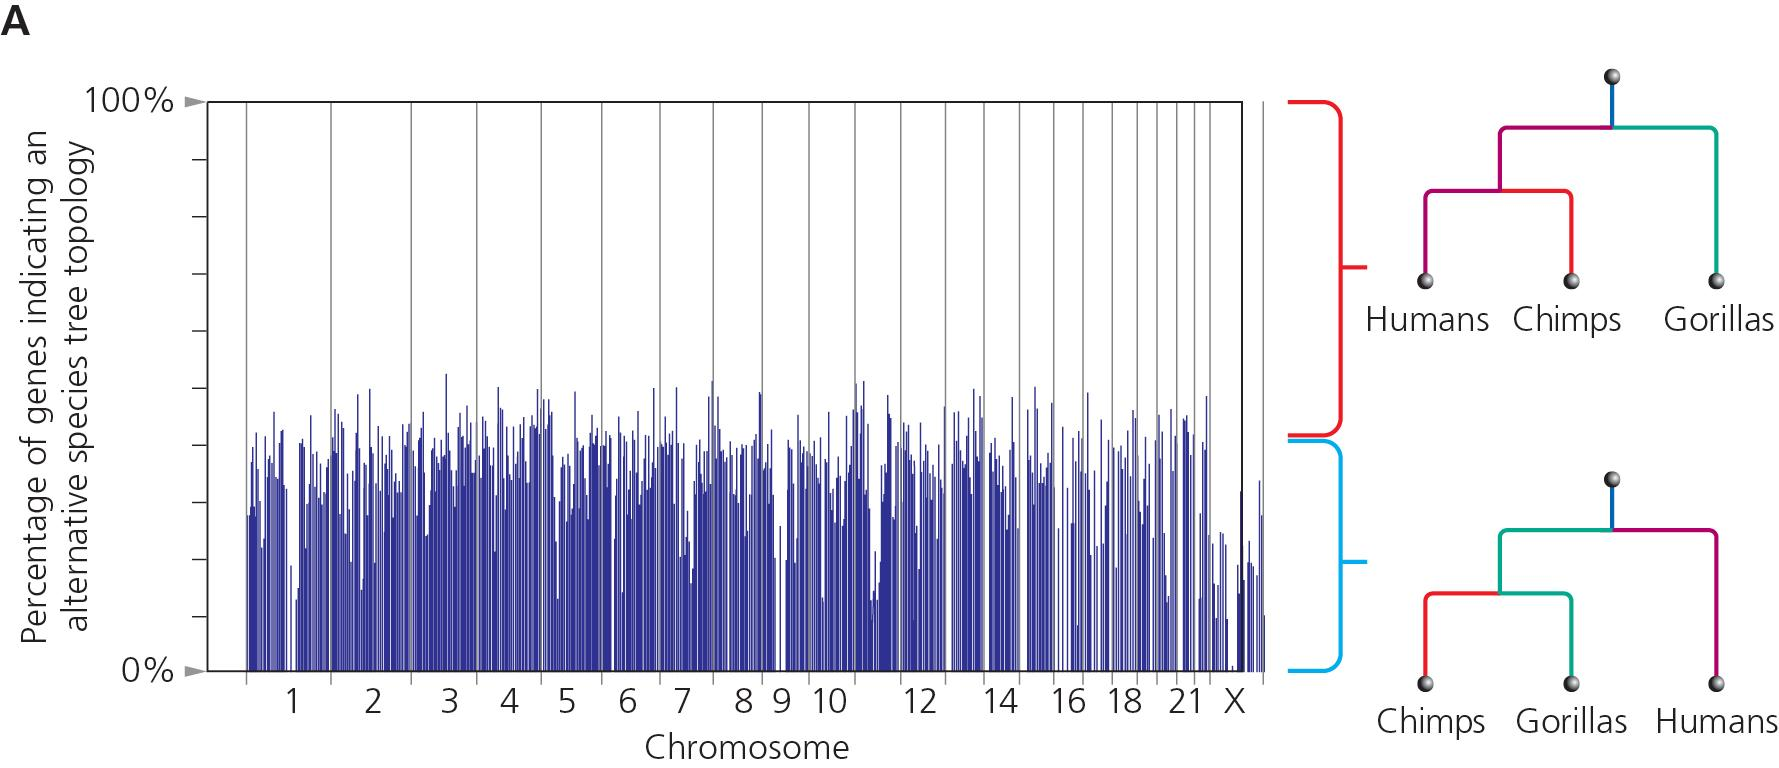 A
100%
Percentage of genes indicating an
alternative species tree topology
0%
1 2 3 4 5 6 7 8 9 10 12 14 16 18 21 X
Chromosome
Humans Chimps Gorillas
Chimps Gorillas Humans